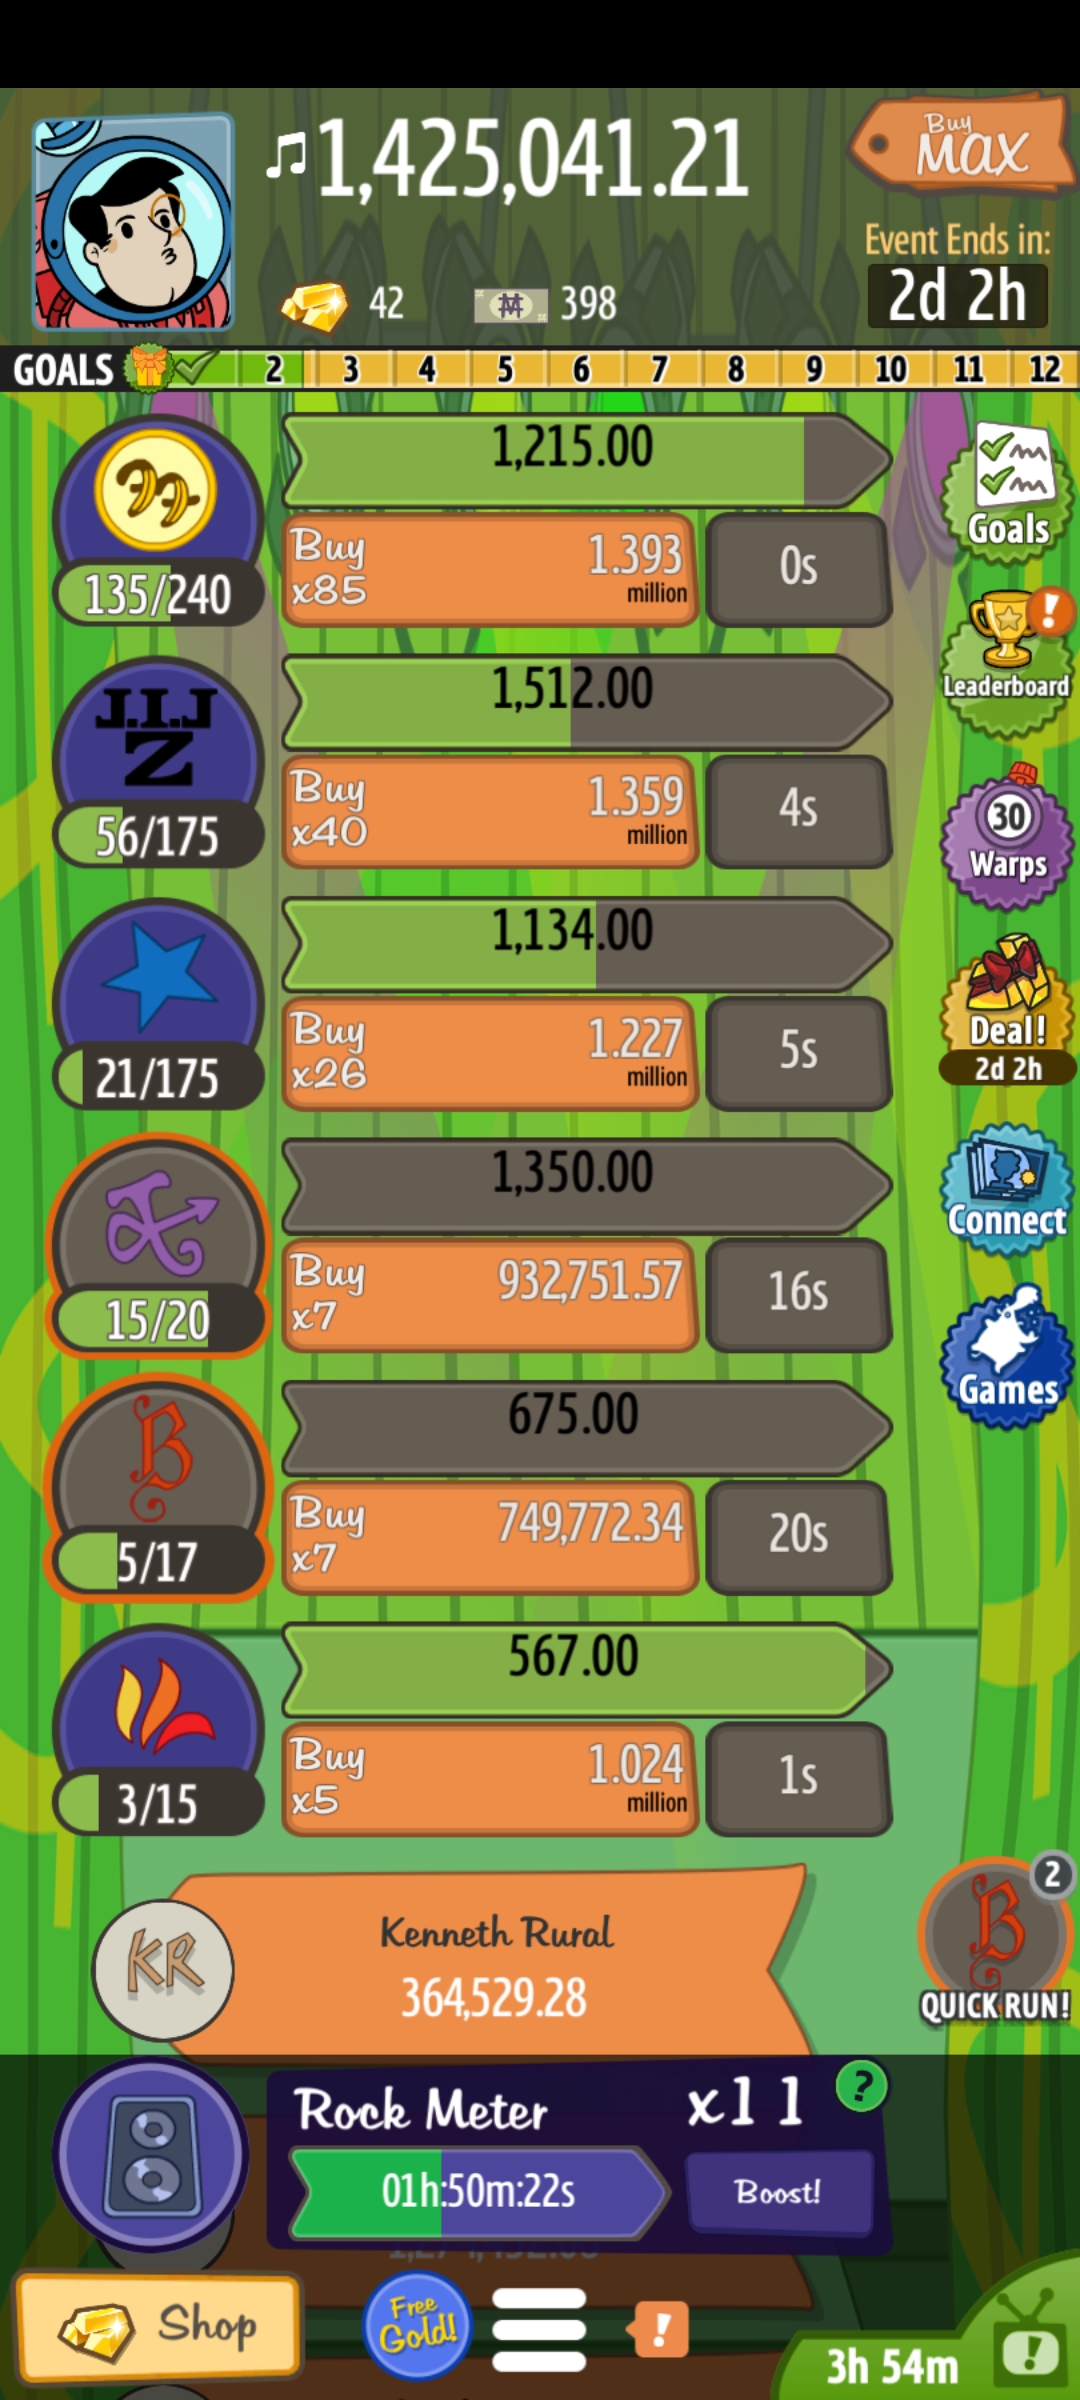 1,425,041.21
Buy
MAX
Event Ends in:
2d 2h
42
398
GOALS 2 3 4 5 6 7 8 9 10 11 12
1,215.00
Buy
x85
1.393
million
0s
135/240
Goals
J.I.J
Z
1,512.00
Buy
x40
1.359
million
4s
56/175
!
Leaderboard
1,134.00
Buy
x26
1.227
million
5s
21/175
30
Warps
Deal!
2d 2h
1,350.00
Buy
x7
932,751.57
16s
15/20
Connect
B
675.00
Buy
x7
749,772.34
20s
5/17
Games
567.00
Buy
x5
1.024
million
1s
3/15
KR
Kenneth Rural
364,529.28
B
2
QUICK RUN!
Rock Meter
x11
?
01h:50m:22s
Boost!
Shop
Free
Gold!
!
3h 54m
!